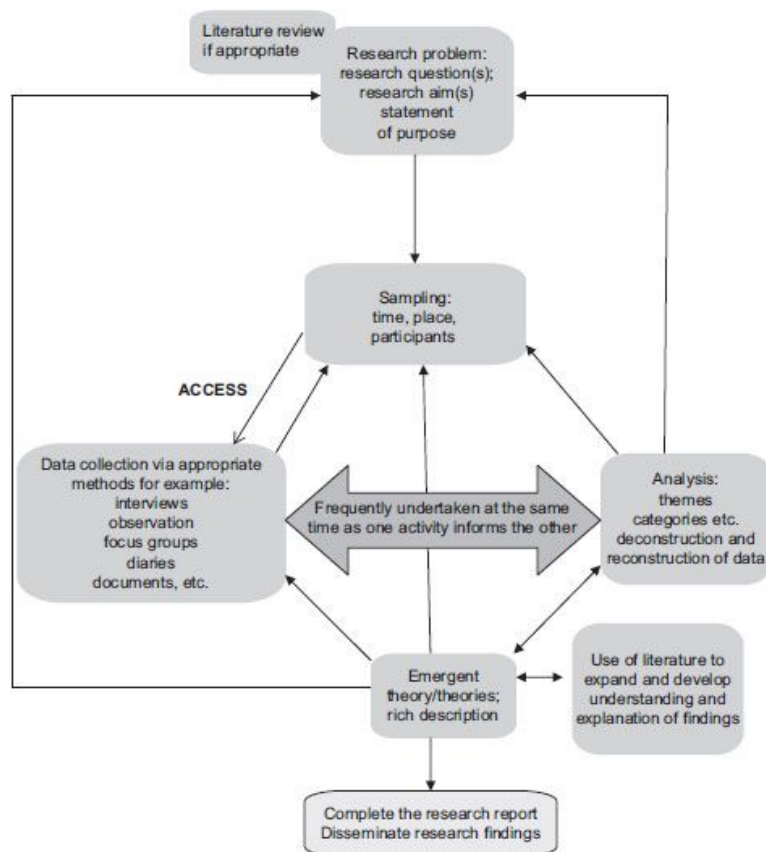 Literature review
if appropriate
Research problem:
research question(s);
research aim(s)
statement
of purpose
Sampling:
time, place,
participants
ACCESS
Data collection via appropriate
methods for example:
interviews
observation
focus groups
diaries
documents, etc.
Frequently undertaken at the same
time as one activity informs the other
Analysis:
themes
categories etc.
deconstruction and
reconstruction of data
Emergent
theory/theories;
rich description
Use of literature to
expand and develop
understanding and
explanation of findings
Complete the research report
Disseminate research findings